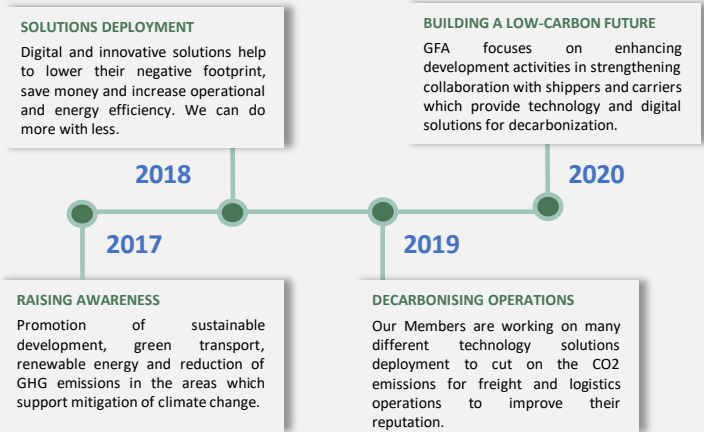 SOLUTIONS DEPLOYMENT
Digital and innovative solutions help
to lower their negative footprint,
save money and increase operational
and energy efficiency. We can do
more with less.
BUILDING A LOW-CARBON FUTURE
GFA focuses on enhancing
development activities in strengthening
collaboration with shippers and carriers
which provide technology and digital
solutions for decarbonization.
2018
2020
2017
2019
RAISING AWARENESS
Promotion of sustainable
development, green transport,
renewable energy and reduction of
GHG emissions in the areas which
support mitigation of climate change.
DECARBONISING OPERATIONS
Our Members are working on many
different technology solutions
deployment to cut on the CO2
emissions for freight and logistics
operations to improve their
reputation.